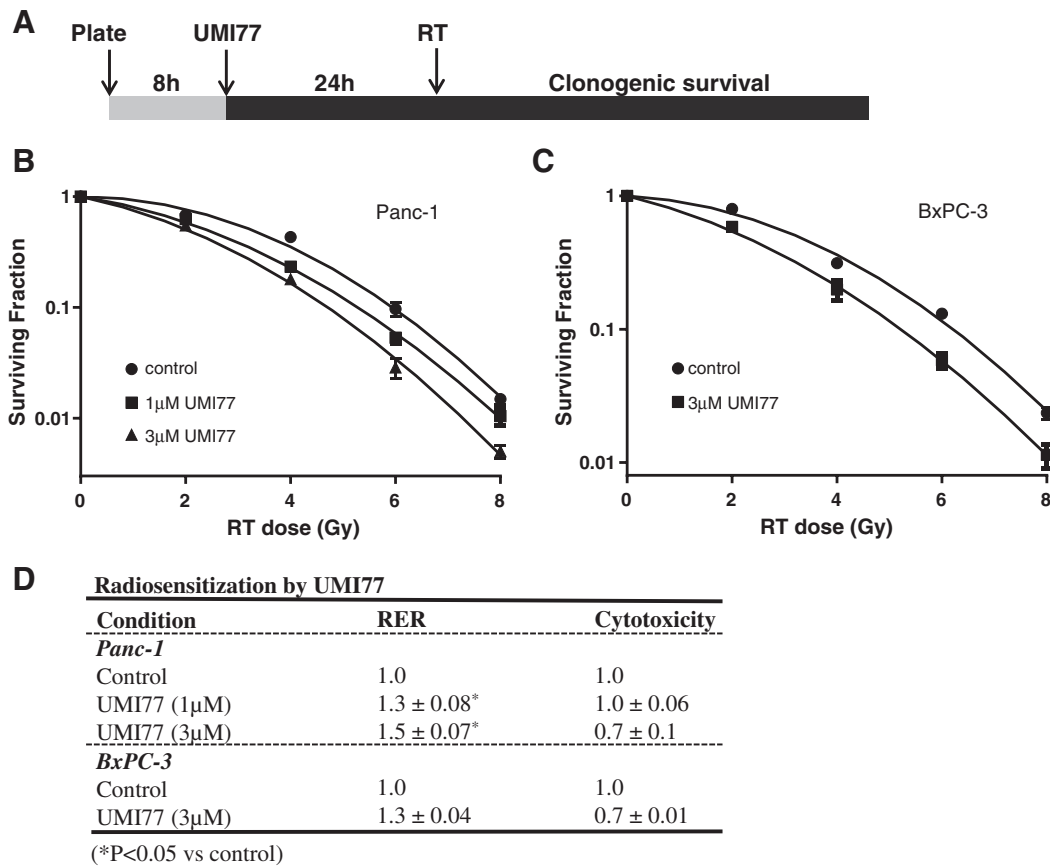 A
Plate UMI77 RT
8h 24h Clonogenic survival
B
Surviving Fraction
1
0.1
0.01
Panc-1
control
1μM UMI77
3μM UMI77
0 2 4 6 8
RT dose (Gy)
C
Surviving Fraction
1
0.1
0.01
BxPC-3
control
3μM UMI77
0 2 4 6 8
RT dose (Gy)
D
Radiosensitization by UMI77
Condition RER Cytotoxicity
Panc-1
Control 1.0 1.0
UMI77 (1μM) 1.3 ± 0.08* 1.0 ± 0.06
UMI77 (3μM) 1.5 ± 0.07* 0.7 ± 0.1
BxPC-3
Control 1.0 1.0
UMI77 (3μM) 1.3 ± 0.04 0.7 ± 0.01
(*P<0.05 vs control)